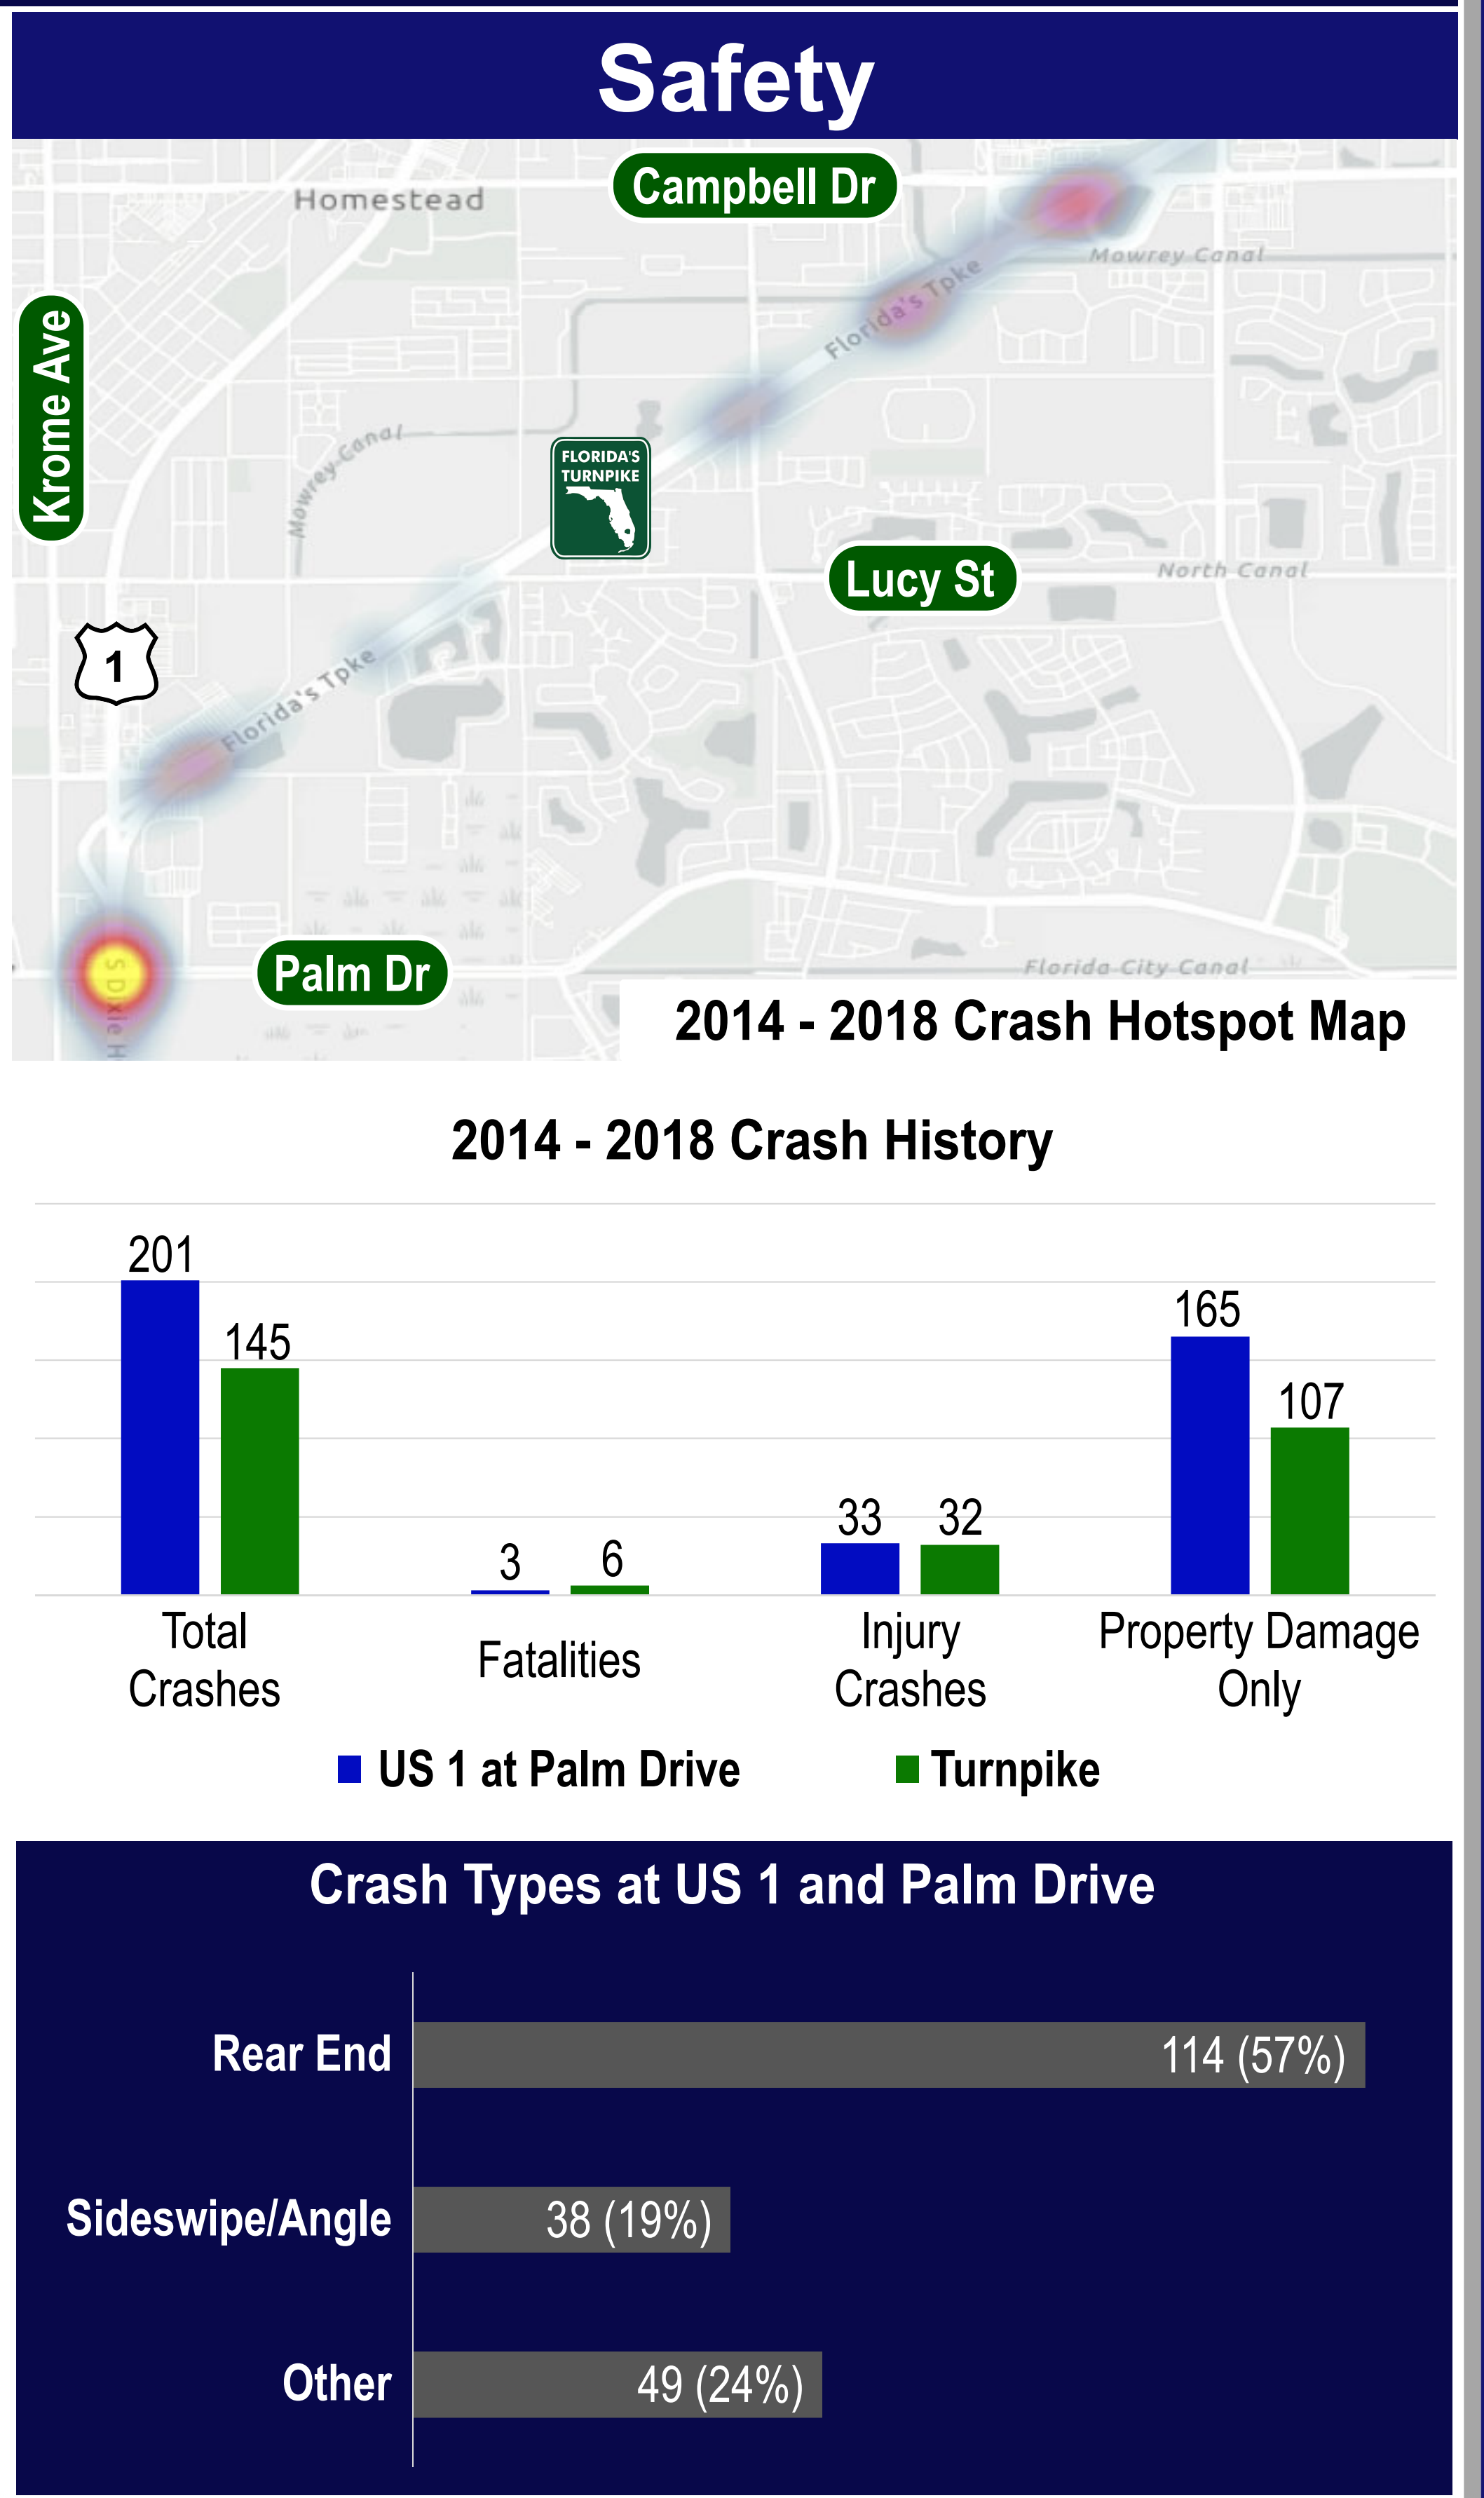 Safety
Campbell Dr
Homestead
Mowrey Canal
Florida's Tpke
Krome Ave
Mowrey Canal
FLORIDA'S
TURNPIKE
Lucy St
North Canal
1
Florida's Tpke
Palm Dr
S Dixie H
Florida City Canal
2014 - 2018 Crash Hotspot Map
2014 - 2018 Crash History
201
145
3
6
33
32
165
107
Total
Crashes
Fatalities
Injury
Crashes
Property Damage
Only
US 1 at Palm Drive
Turnpike
Crash Types at US 1 and Palm Drive
Rear End
114 (57%)
Sideswipe/Angle
38 (19%)
Other
49 (24%)